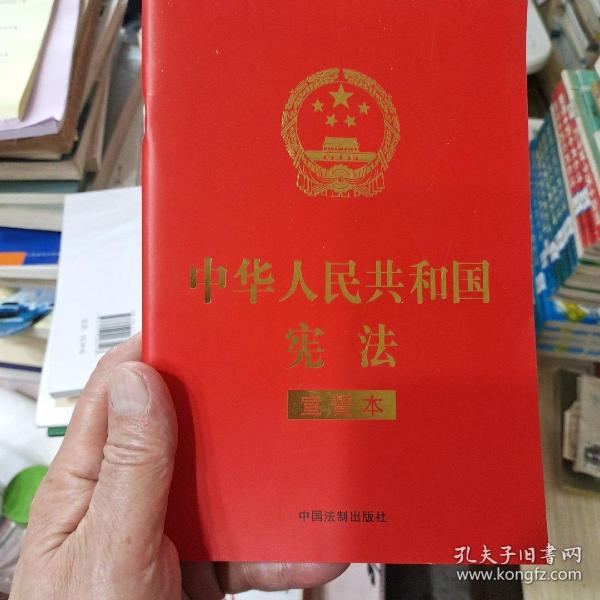 中华人民共和国
宪法
宣誓本
中国法制出版社
孔夫子旧书网
www.kongfz.com